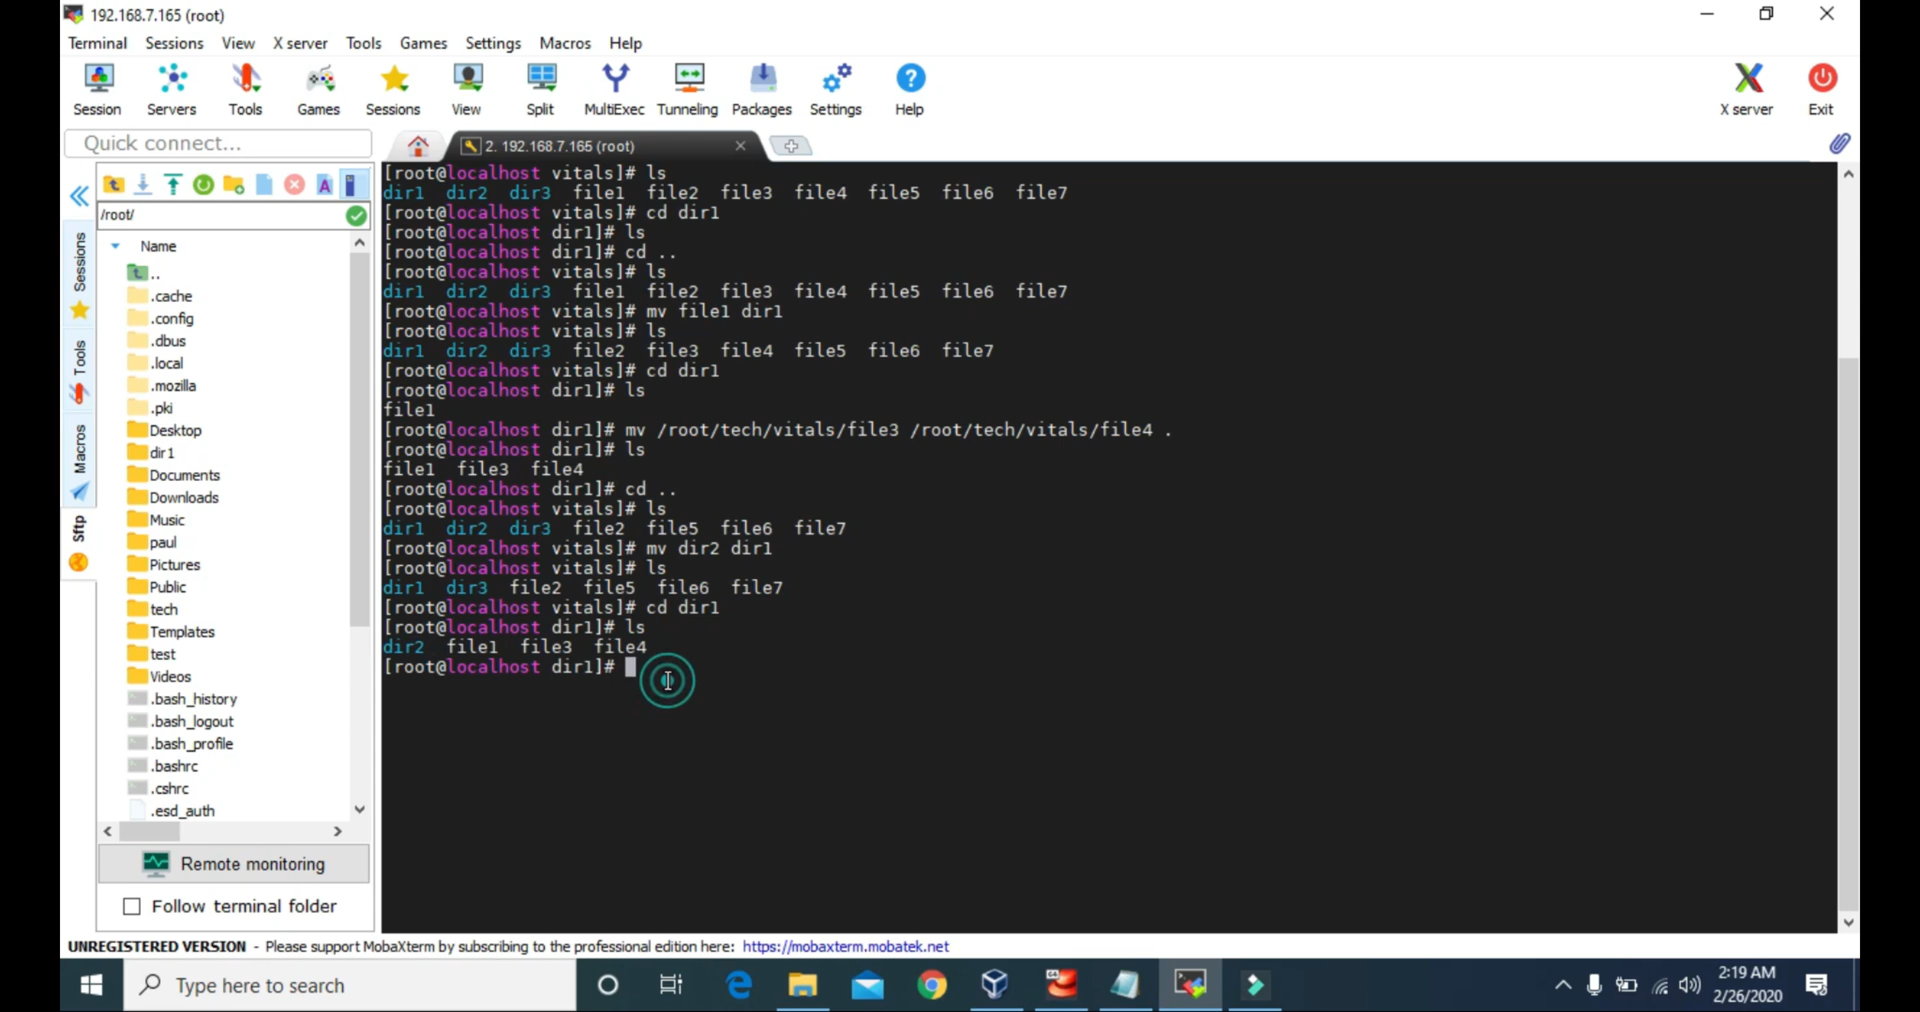 192.168.7.165 (root)
Terminal Sessions View X server Tools Games Settings Macros Help
Session Servers Tools Games Sessions View Split MultiExec Tunneling Packages Settings Help X server Exit
Quick connect...
2. 192.168.7.165 (root)
/root/
Name
..
.cache
.config
.dbus
.local
.mozilla
.pki
Desktop
dir1
Documents
Downloads
Music
paul
Pictures
Public
tech
Templates
test
Videos
.bash_history
.bash_logout
.bash_profile
.bashrc
.cshrc
.esd_auth
Sessions
Tools
Macros
Sftp
Remote monitoring
Follow terminal folder
[root@localhost vitals]# ls
dir1 dir2 dir3 file1 file2 file3 file4 file5 file6 file7
[root@localhost vitals]# cd dir1
[root@localhost dir1]# ls
[root@localhost dir1]# cd ..
[root@localhost vitals]# ls
dir1 dir2 dir3 file1 file2 file3 file4 file5 file6 file7
[root@localhost vitals]# mv file1 dir1
[root@localhost vitals]# ls
dir1 dir2 dir3 file2 file3 file4 file5 file6 file7
[root@localhost vitals]# cd dir1
[root@localhost dir1]# ls
file1
[root@localhost dir1]# mv /root/tech/vitals/file3 /root/tech/vitals/file4 .
[root@localhost dir1]# ls
file1 file3 file4
[root@localhost dir1]# cd ..
[root@localhost vitals]# ls
dir1 dir2 dir3 file2 file5 file6 file7
[root@localhost vitals]# mv dir2 dir1
[root@localhost vitals]# ls
dir1 dir3 file2 file5 file6 file7
[root@localhost vitals]# cd dir1
[root@localhost dir1]# ls
dir2 file1 file3 file4
[root@localhost dir1]#
UNREGISTERED VERSION - Please support MobaXterm by subscribing to the professional edition here: https://mobaxterm.mobatek.net
Type here to search
64
2:19 AM
2/26/2020